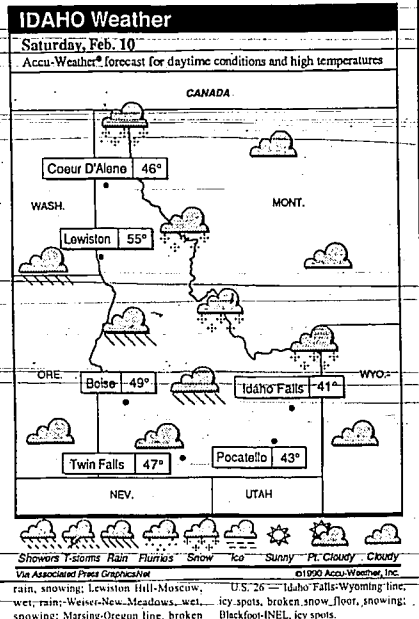 IDAHO Weather
Saturday, Feb. 10
Accu-Weather® forecast for daytime conditions and high temperatures
CANADA
Coeur D'Alene 46°
WASH.
MONT.
Lewiston 55°
ORE.
WYO.
Boise 49°
Idaho Falls 41°
Twin Falls 47°
Pocatello 43°
NEV.
UTAH
Showers T-storms Rain Flurries Snow Ice Sunny Pt. Cloudy Cloudy
Via Associated Press GraphicsNet
©1990 Accu-Weather, Inc.
rain, snowing; Lewiston Hill-Moscow,
wet, rain; Weiser-New Meadows, wet,
snowing; Marsing-Oregon line, broken
U.S. 26 — Idaho Falls-Wyoming line,
icy spots, broken snow floor, snowing;
Blackfoot-INEL, icy spots.